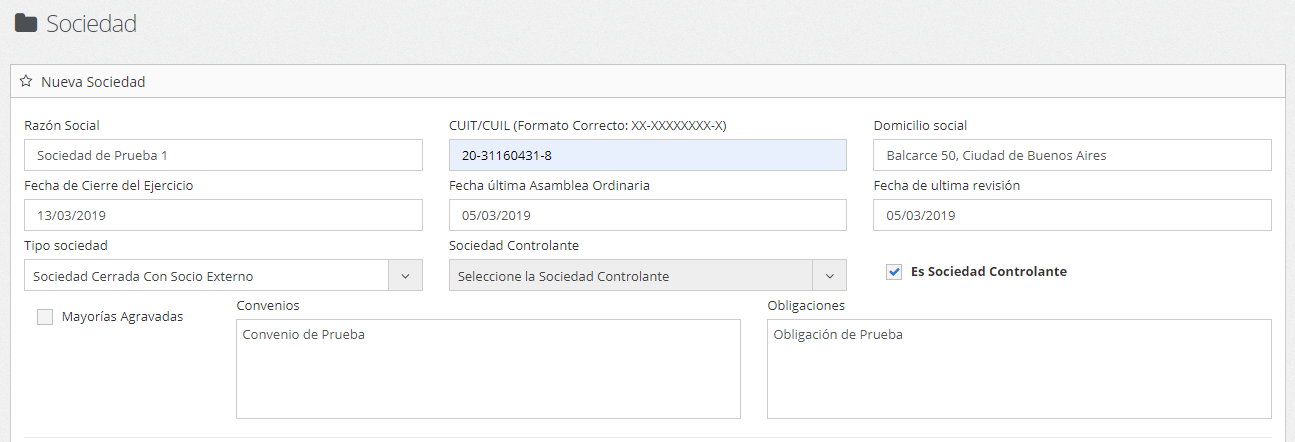 Sociedad
Nueva Sociedad
Razón Social
CUIT/CUIL (Formato Correcto: XX-XXXXXXXX-X)
Domicilio social
Sociedad de Prueba 1
20-31160431-8
Balcarce 50, Ciudad de Buenos Aires
Fecha de Cierre del Ejercicio
Fecha última Asamblea Ordinaria
Fecha de ultima revisión
13/03/2019
05/03/2019
05/03/2019
Tipo sociedad
Sociedad Controlante
Sociedad Cerrada Con Socio Externo
Seleccione la Sociedad Controlante
Es Sociedad Controlante
Mayorías Agravadas
Convenios
Obligaciones
Convenio de Prueba
Obligación de Prueba